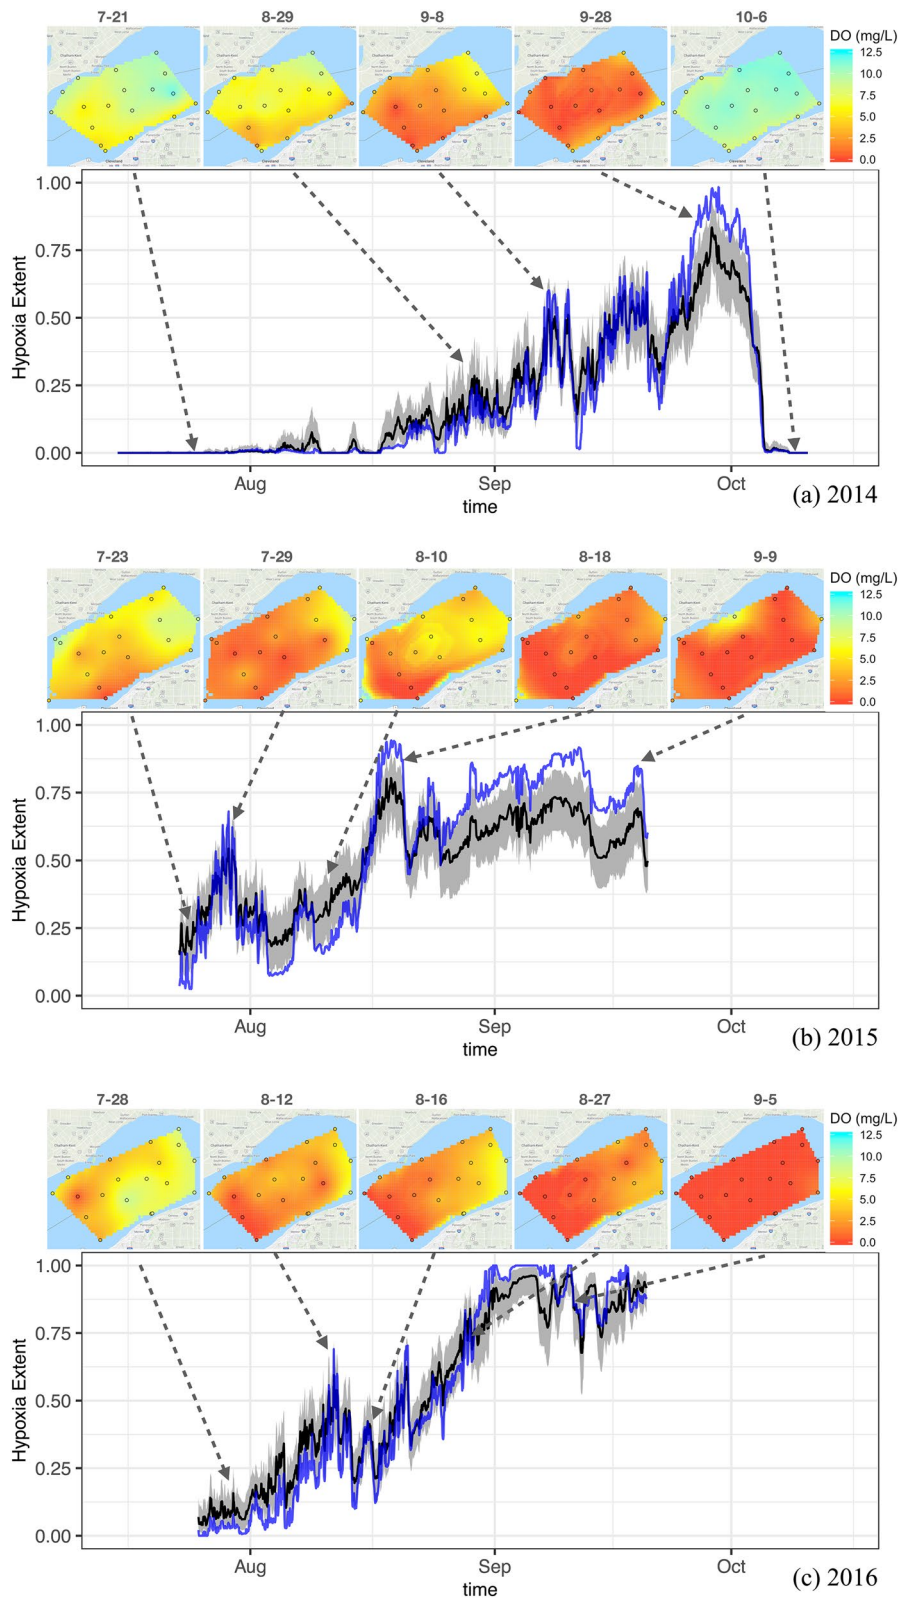 7-21 8-29 9-8 9-28 10-6
DO (mg/L)
12.5
10.0
7.5
5.0
2.5
0.0
Cleveland
Hypoxia Extent
1.00
0.75
0.50
0.25
0.00
Aug Sep Oct
time
(a) 2014
7-23 7-29 8-10 8-18 9-9
DO (mg/L)
12.5
10.0
7.5
5.0
2.5
0.0
Hypoxia Extent
1.00
0.75
0.50
0.25
0.00
Aug Sep Oct
time
(b) 2015
7-28 8-12 8-16 8-27 9-5
DO (mg/L)
12.5
10.0
7.5
5.0
2.5
0.0
Hypoxia Extent
1.00
0.75
0.50
0.25
0.00
Aug Sep Oct
time
(c) 2016